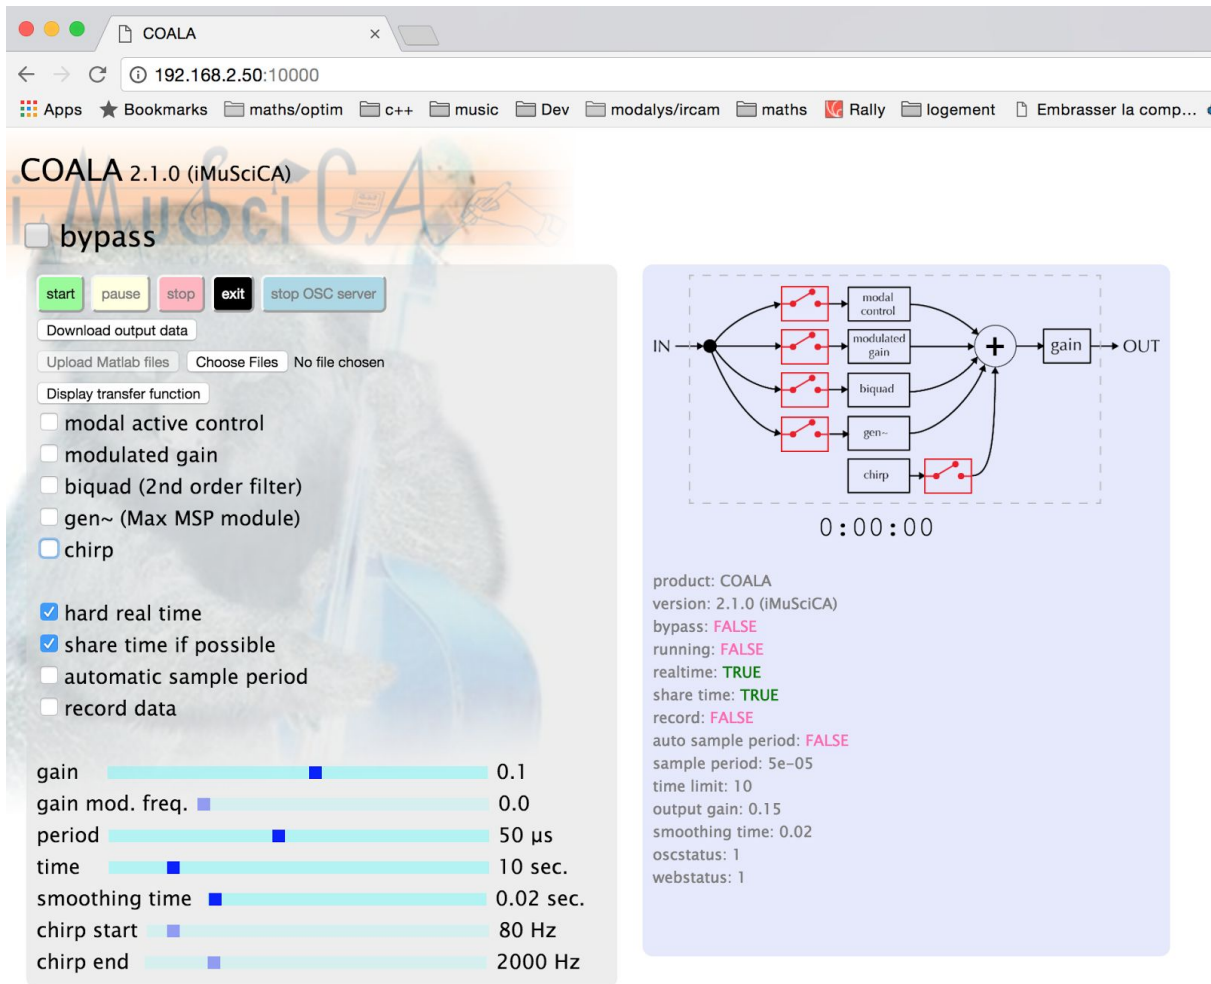 COALA
192.168.2.50:10000
Apps Bookmarks maths/optim c++ music Dev modalys/ircam maths Rally logement Embrasser la comp...
COALA 2.1.0 (iMuSciCA)
iMuSciCA
bypass
start pause stop exit stop OSC server
Download output data
Upload Matlab files Choose Files No file chosen
Display transfer function
modal active control
modulated gain
biquad (2nd order filter)
gen~ (Max MSP module)
chirp
hard real time
share time if possible
automatic sample period
record data
gain 0.1
gain mod. freq. 0.0
period 50 µs
time 10 sec.
smoothing time 0.02 sec.
chirp start 80 Hz
chirp end 2000 Hz
modal
control
IN
modulated
gain
+
gain
OUT
biquad
gen~
chirp
0:00:00
product: COALA
version: 2.1.0 (iMuSciCA)
bypass: FALSE
running: FALSE
realtime: TRUE
share time: TRUE
record: FALSE
auto sample period: FALSE
sample period: 5e-05
time limit: 10
output gain: 0.15
smoothing time: 0.02
oscstatus: 1
webstatus: 1